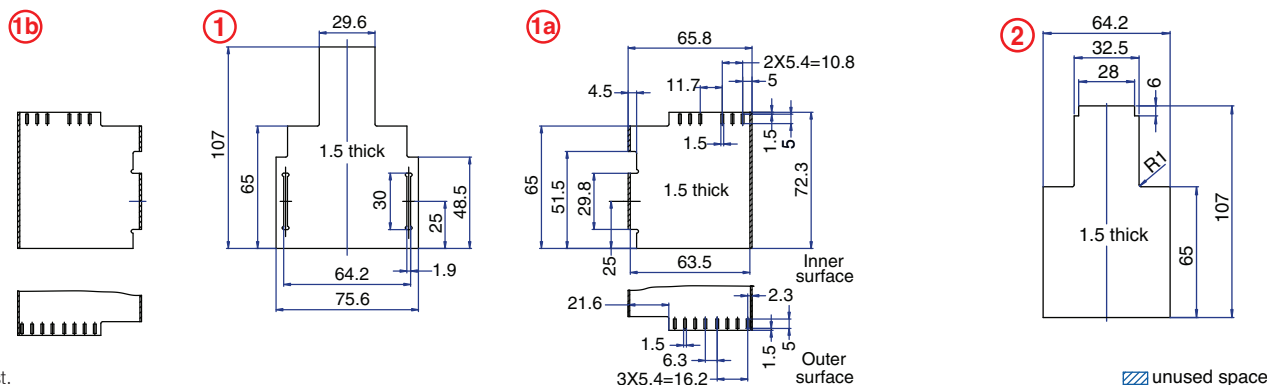 1b
1
29.6
107
65
1.5 thick
30
25
48.5
64.2
1.9
75.6
1a
65.8
2X5.4=10.8
11.7
5
4.5
1.5
1.5
5
65
51.5
29.8
25
1.5 thick
72.3
63.5
Inner
surface
21.6
2.3
1.5
6.3
3X5.4=16.2
1.5
5
Outer
surface
2
64.2
32.5
28
6
R1
1.5 thick
107
65
st.
unused space